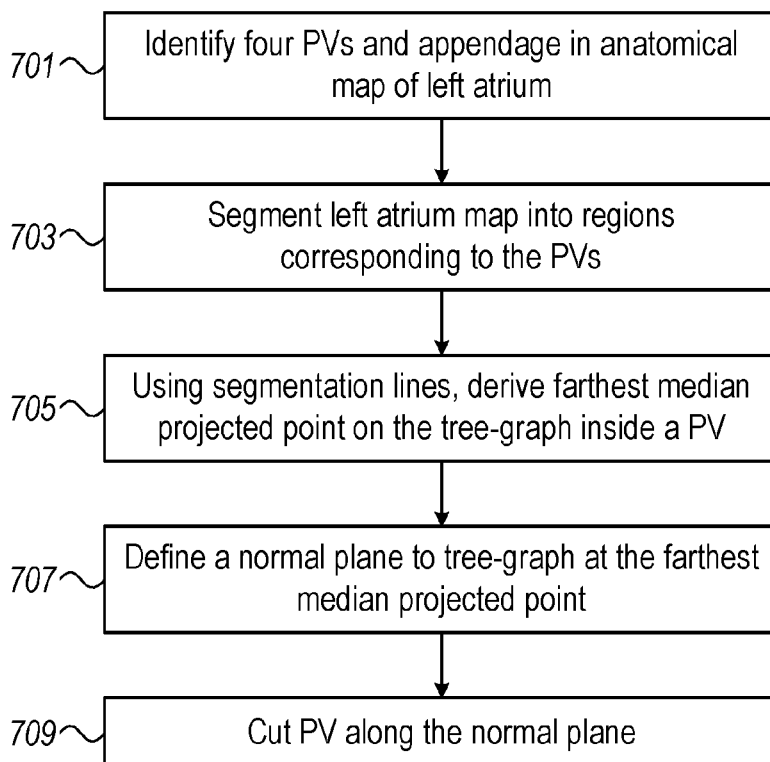 701
Identify four PVs and appendage in anatomical
map of left atrium
703
Segment left atrium map into regions
corresponding to the PVs
705
Using segmentation lines, derive farthest median
projected point on the tree-graph inside a PV
707
Define a normal plane to tree-graph at the farthest
median projected point
709
Cut PV along the normal plane